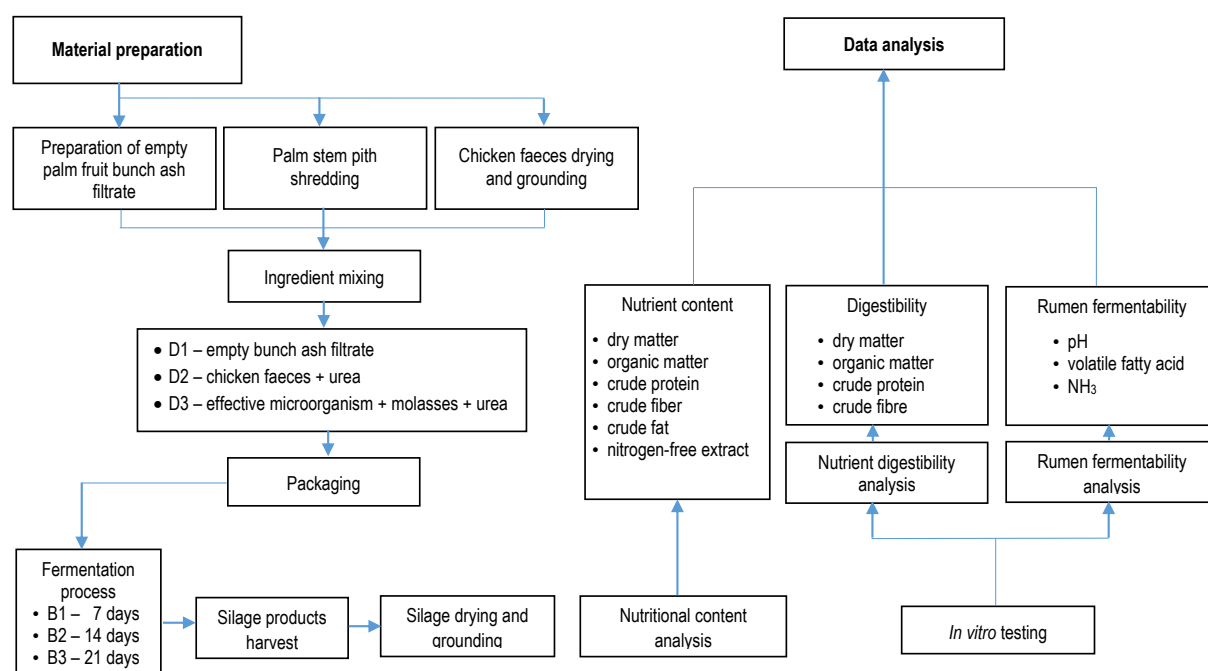 Material preparation
Preparation of empty
palm fruit bunch ash
filtrate
Palm stem pith
shredding
Chicken faeces drying
and grounding
Ingredient mixing
● D1 – empty bunch ash filtrate
● D2 – chicken faeces + urea
● D3 – effective microorganism + molasses + urea
Packaging
Fermentation
process
• B1 – 7 days
• B2 – 14 days
• B3 – 21 days
Silage products
harvest
Silage drying and
grounding
Data analysis
Nutrient content
• dry matter
• organic matter
• crude protein
• crude fiber
• crude fat
• nitrogen-free extract
Digestibility
• dry matter
• organic matter
• crude protein
• crude fibre
Rumen fermentability
• pH
• volatile fatty acid
• NH₃
Nutrient digestibility
analysis
Rumen fermentability
analysis
Nutritional content
analysis
In vitro testing